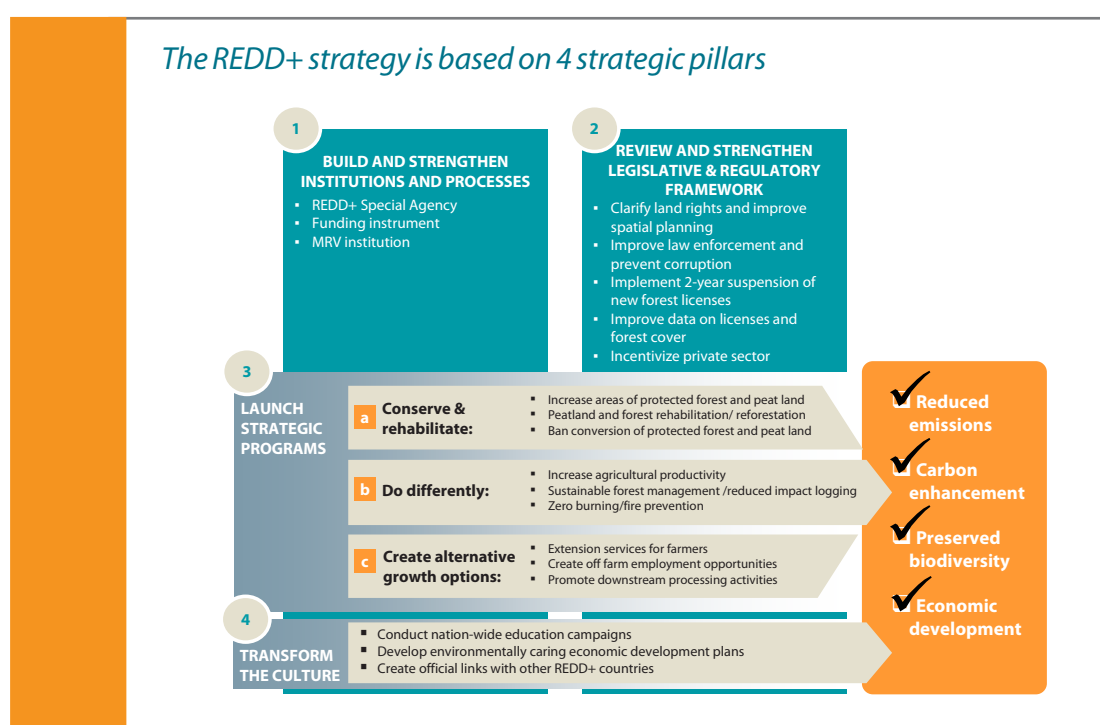 The REDD+ strategy is based on 4 strategic pillars
1
BUILD AND STRENGTHEN
INSTITUTIONS AND PROCESSES
▪ REDD+ Special Agency
▪ Funding instrument
▪ MRV institution
2
REVIEW AND STRENGTHEN
LEGISLATIVE & REGULATORY
FRAMEWORK
▪ Clarify land rights and improve
spatial planning
▪ Improve law enforcement and
prevent corruption
▪ Implement 2-year suspension of
new forest licenses
▪ Improve data on licenses and
forest cover
▪ Incentivize private sector
3
LAUNCH
STRATEGIC
PROGRAMS
a
Conserve &
rehabilitate:
▪ Increase areas of protected forest and peat land
▪ Peatland and forest rehabilitation/ reforestation
▪ Ban conversion of protected forest and peat land
b
Do differently:
▪ Increase agricultural productivity
▪ Sustainable forest management /reduced impact logging
▪ Zero burning/fire prevention
c
Create alternative
growth options:
▪ Extension services for farmers
▪ Create off farm employment opportunities
▪ Promote downstream processing activities
4
TRANSFORM
THE CULTURE
▪ Conduct nation-wide education campaigns
▪ Develop environmentally caring economic development plans
▪ Create official links with other REDD+ countries
Reduced
emissions
Carbon
enhancement
Preserved
biodiversity
Economic
development